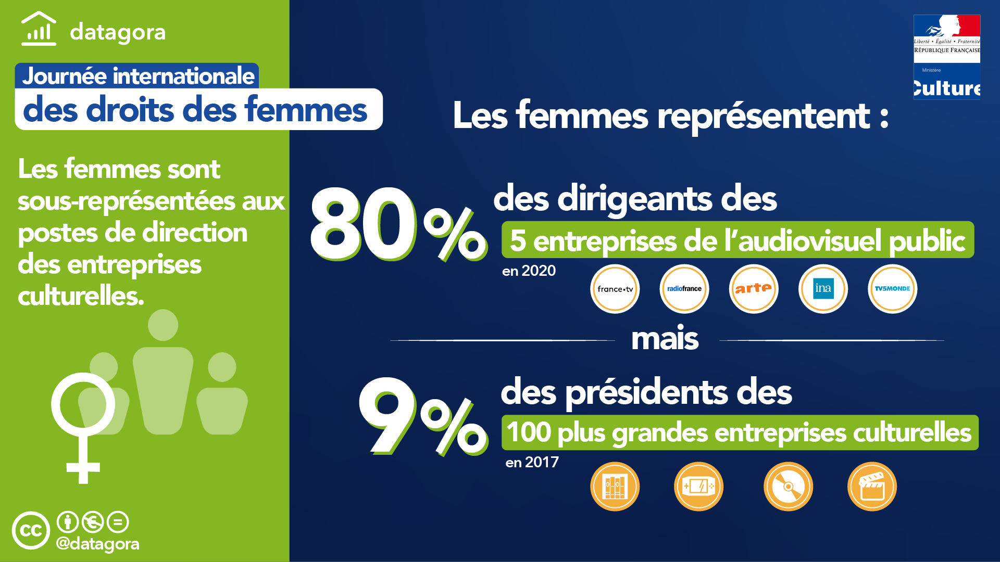 datagora
Journée internationale
des droits des femmes
Les femmes sont
sous-représentées aux
postes de direction
des entreprises
culturelles.
cc
@datagora
Liberté • Égalité • Fraternité
RÉPUBLIQUE FRANÇAISE
Ministère
Culture
Les femmes représentent :
80%
des dirigeants des
5 entreprises de l’audiovisuel public
en 2020
france•tv
radiofrance
arte
ina
TV5MONDE
mais
9%
des présidents des
100 plus grandes entreprises culturelles
en 2017